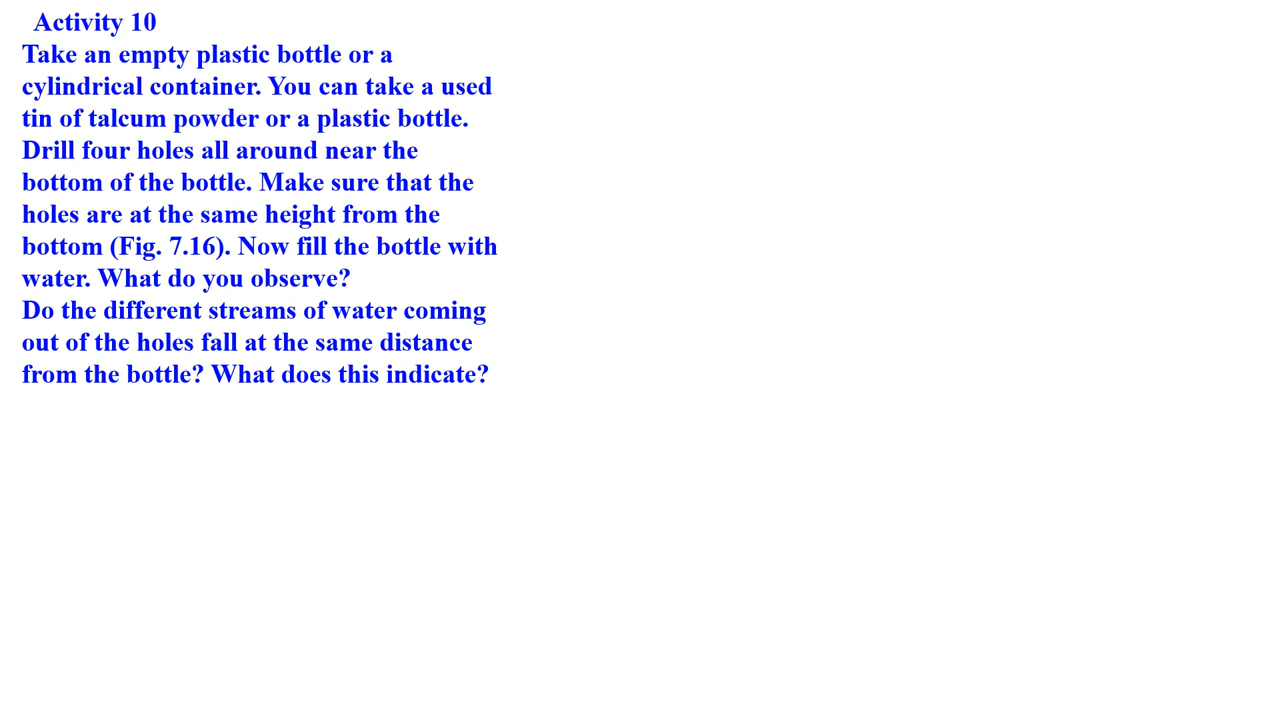 Activity 10
Take an empty plastic bottle or a
cylindrical container. You can take a used
tin of talcum powder or a plastic bottle.
Drill four holes all around near the
bottom of the bottle. Make sure that the
holes are at the same height from the
bottom (Fig. 7.16). Now fill the bottle with
water. What do you observe?
Do the different streams of water coming
out of the holes fall at the same distance
from the bottle? What does this indicate?